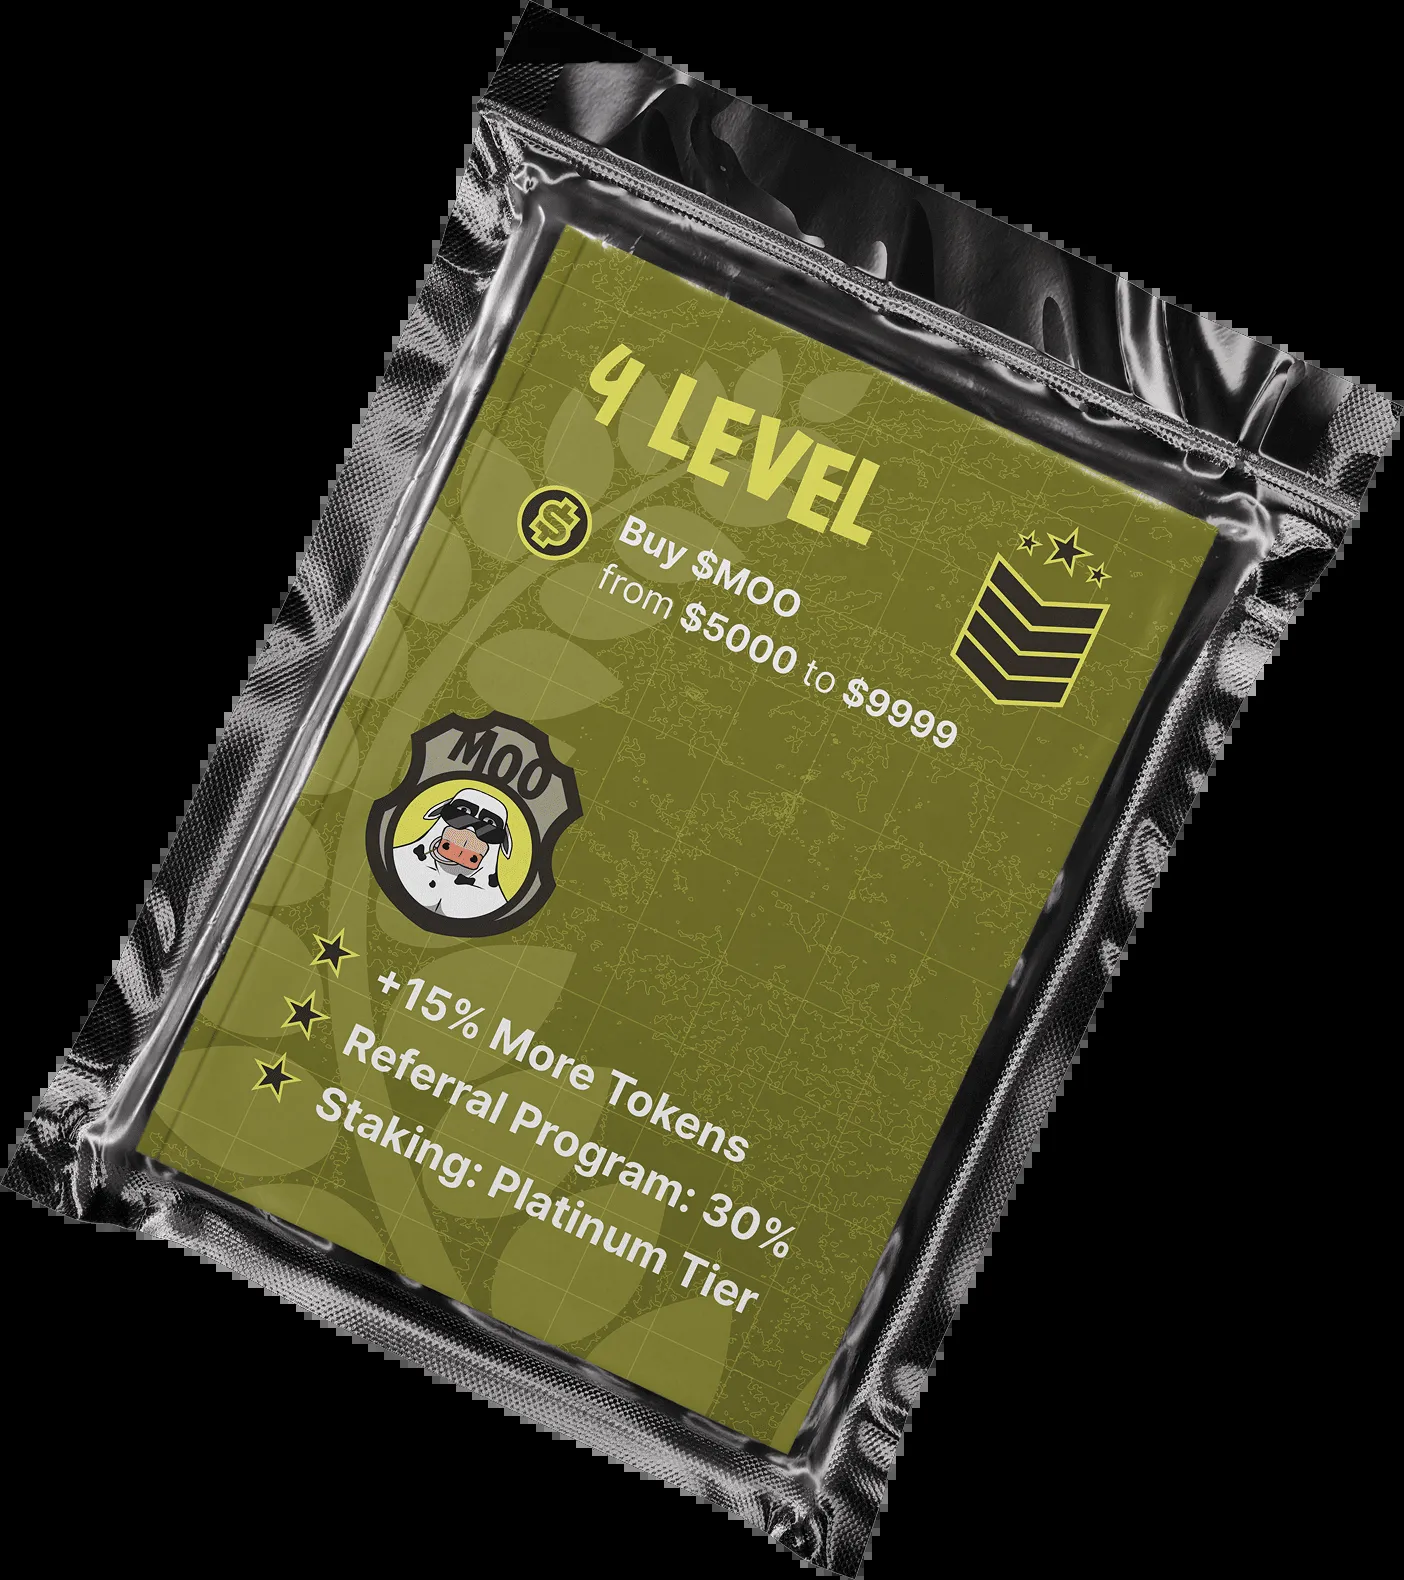 4 LEVEL
Buy $MOO
from $5000 to $9999
MOO
+15% More Tokens
Referral Program: 30%
Staking: Platinum Tier